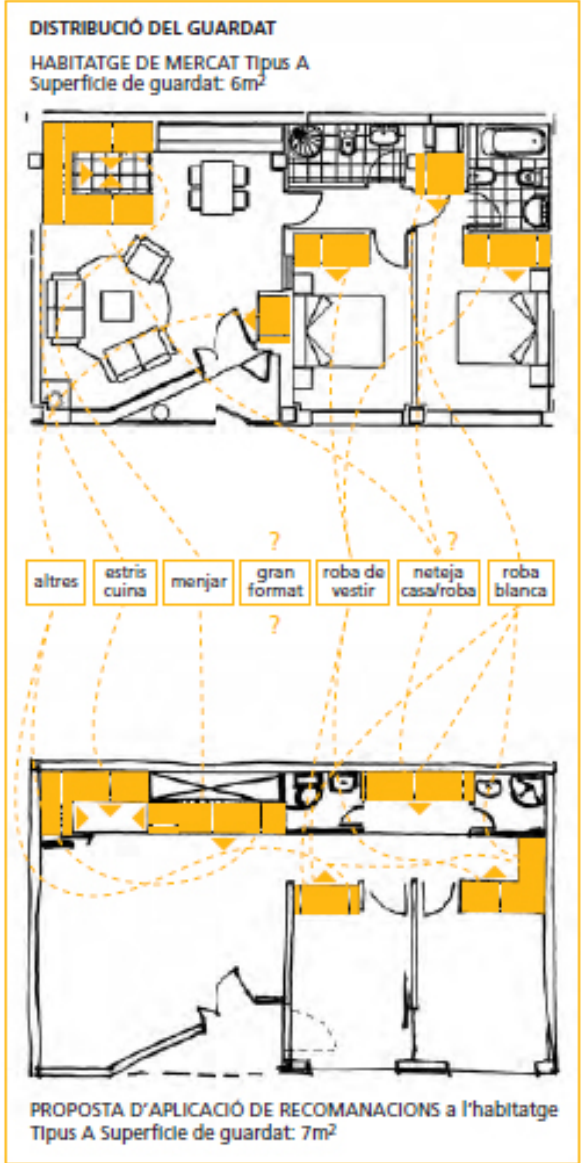 DISTRIBUCIÓ DEL GUARDAT
HABITATGE DE MERCAT Tipus A
Superfície de guardat: 6m²
?
?
altres
estris
cuina
menjar
gran
format
roba de
vestir
neteja
casa/roba
roba
blanca
?
PROPOSTA D'APLICACIÓ DE RECOMANACIONS a l'habitatge
Tipus A Superfície de guardat: 7m²